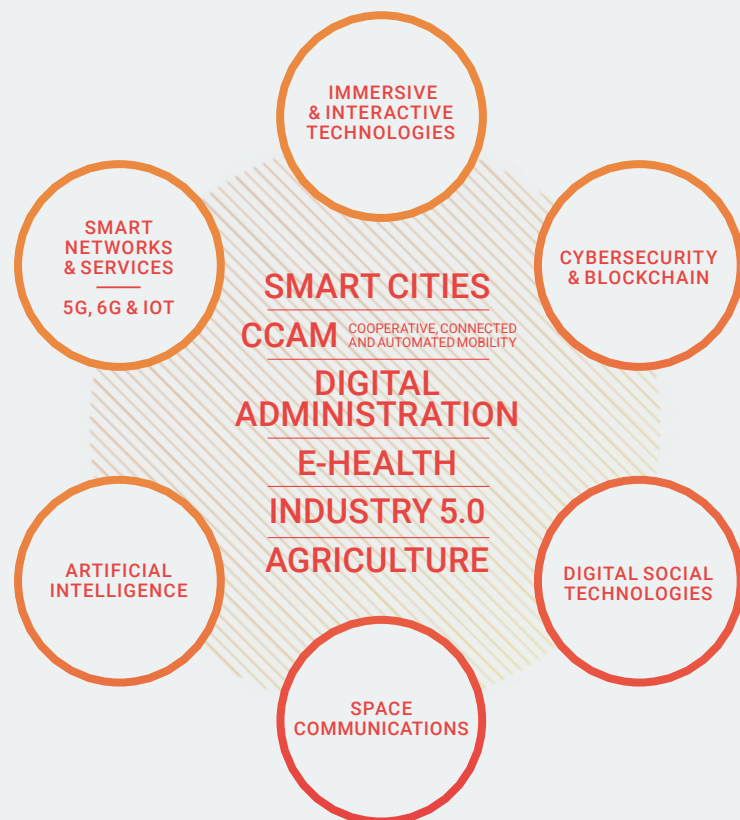 IMMERSIVE
& INTERACTIVE
TECHNOLOGIES
SMART
NETWORKS
& SERVICES
5G, 6G & IOT
CYBERSECURITY
& BLOCKCHAIN
SMART CITIES
CCAM COOPERATIVE, CONNECTED
AND AUTOMATED MOBILITY
DIGITAL
ADMINISTRATION
E-HEALTH
INDUSTRY 5.0
AGRICULTURE
ARTIFICIAL
INTELLIGENCE
DIGITAL SOCIAL
TECHNOLOGIES
SPACE
COMMUNICATIONS